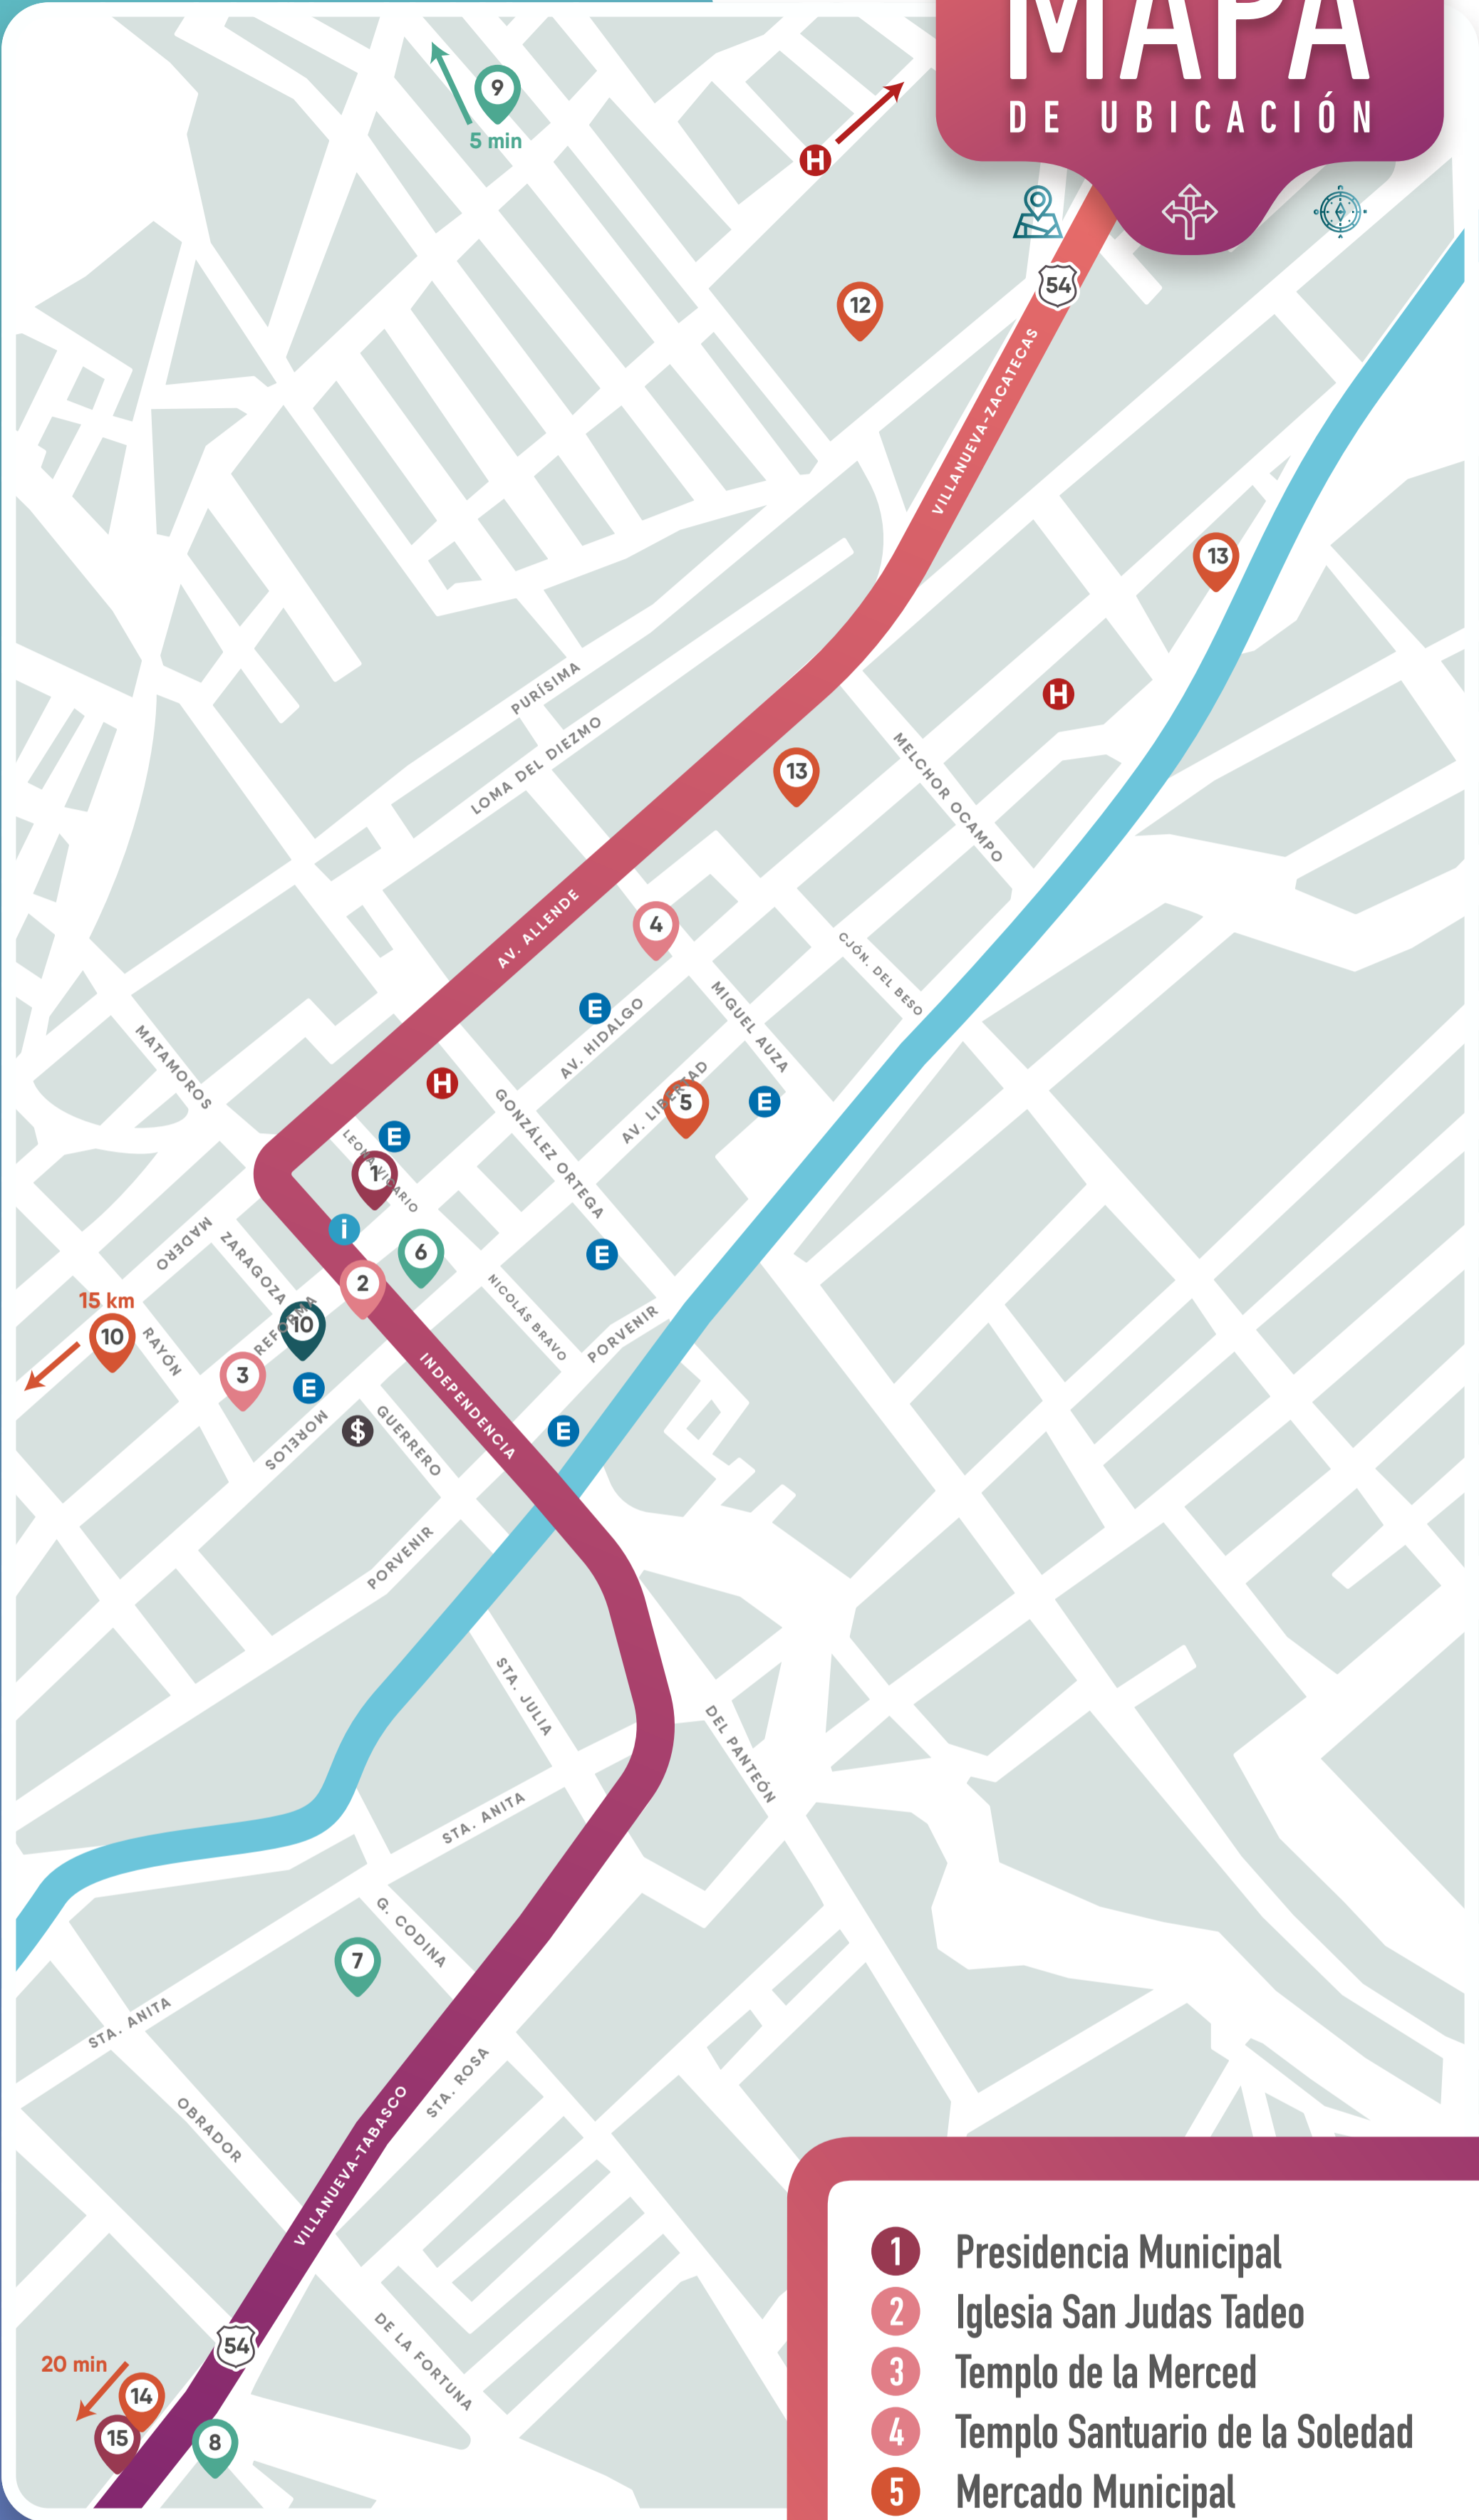 MAPA
DE UBICACIÓN
9
5 min
H
54
12
VILLANUEVA-ZACATECAS
13
H
PURÍSIMA
LOMA DEL DIEZMO
MELCHOR OCAMPO
13
AV. ALLENDE
4
CJÓN. DEL BESO
E
AV. HIDALGO
MIGUEL AUZA
MATAMOROS
H
GONZÁLEZ ORTEGA
AV. LIBERTAD
5
E
E
LEONA VICARIO
1
MADERO
ZARAGOZA
i
6
E
2
NICOLÁS BRAVO
PORVENIR
15 km
10
RAYÓN
REFORMA
10
3
E
INDEPENDENCIA
MORELOS
$
GUERRERO
E
PORVENIR
STA. JULIA
DEL PANTEÓN
STA. ANITA
G. CODINA
7
STA. ANITA
STA. ROSA
OBRADOR
VILLANUEVA-TABASCO
DE LA FORTUNA
54
20 min
14
15
8
1 Presidencia Municipal
2 Iglesia San Judas Tadeo
3 Templo de la Merced
4 Templo Santuario de la Soledad
5 Mercado Municipal